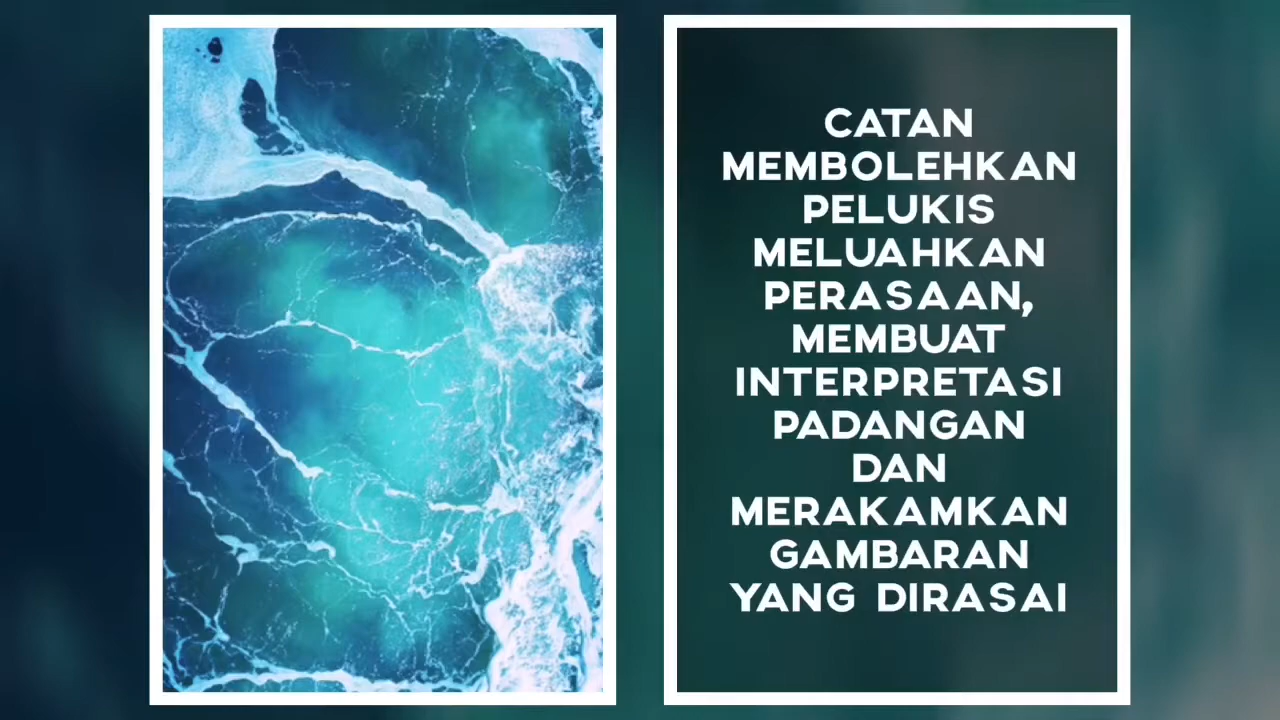 CATAN
MEMBOLEHKAN
PELUKIS
MELUAHKAN
PERASAAN,
MEMBUAT
INTERPRETASI
PADANGAN
DAN
MERAKAMKAN
GAMBARAN
YANG DIRASAI